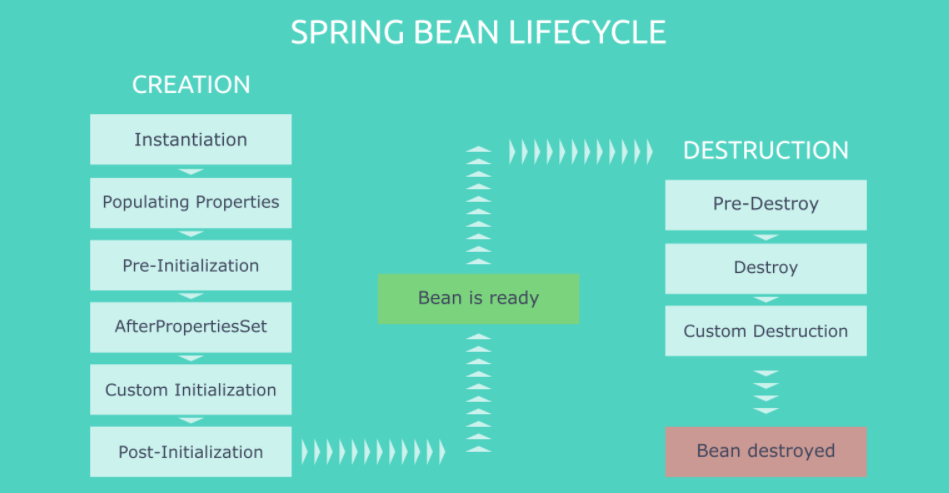 SPRING BEAN LIFECYCLE
CREATION
Instantiation
Populating Properties
Pre-Initialization
AfterPropertiesSet
Custom Initialization
Post-Initialization
Bean is ready
DESTRUCTION
Pre-Destroy
Destroy
Custom Destruction
Bean destroyed